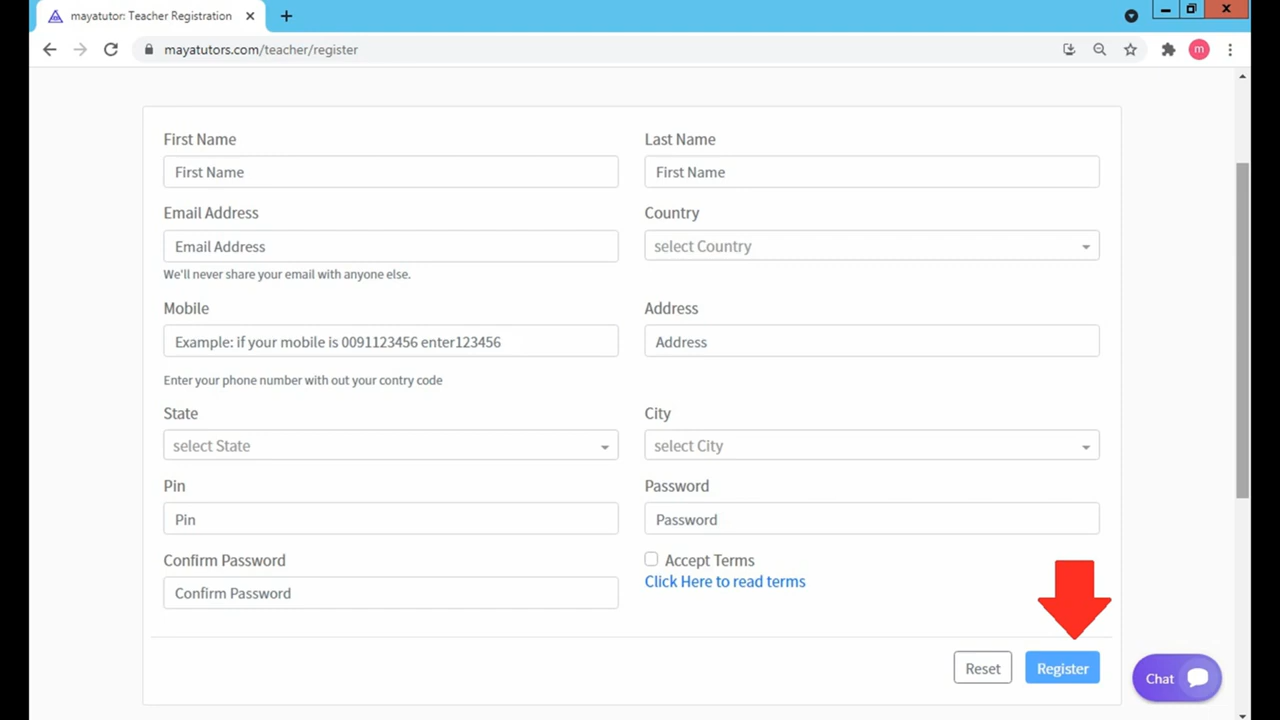 mayatutor: Teacher Registration
mayatutors.com/teacher/register
m
First Name
Last Name
First Name
First Name
Email Address
Country
Email Address
select Country
We'll never share your email with anyone else.
Mobile
Address
Example: if your mobile is 0091123456 enter123456
Address
Enter your phone number with out your contry code
State
City
select State
select City
Pin
Password
Pin
Password
Confirm Password
Accept Terms
Click Here to read terms
Confirm Password
Reset
Register
Chat